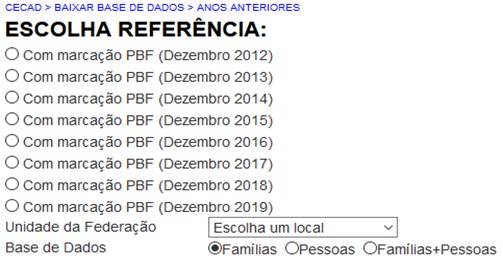 CECAD > BAIXAR BASE DE DADOS > ANOS ANTERIORES
ESCOLHA REFERÊNCIA:
Com marcação PBF (Dezembro 2012)
Com marcação PBF (Dezembro 2013)
Com marcação PBF (Dezembro 2014)
Com marcação PBF (Dezembro 2015)
Com marcação PBF (Dezembro 2016)
Com marcação PBF (Dezembro 2017)
Com marcação PBF (Dezembro 2018)
Com marcação PBF (Dezembro 2019)
Unidade da Federação Escolha um local
Base de Dados Famílias Pessoas Famílias+Pessoas